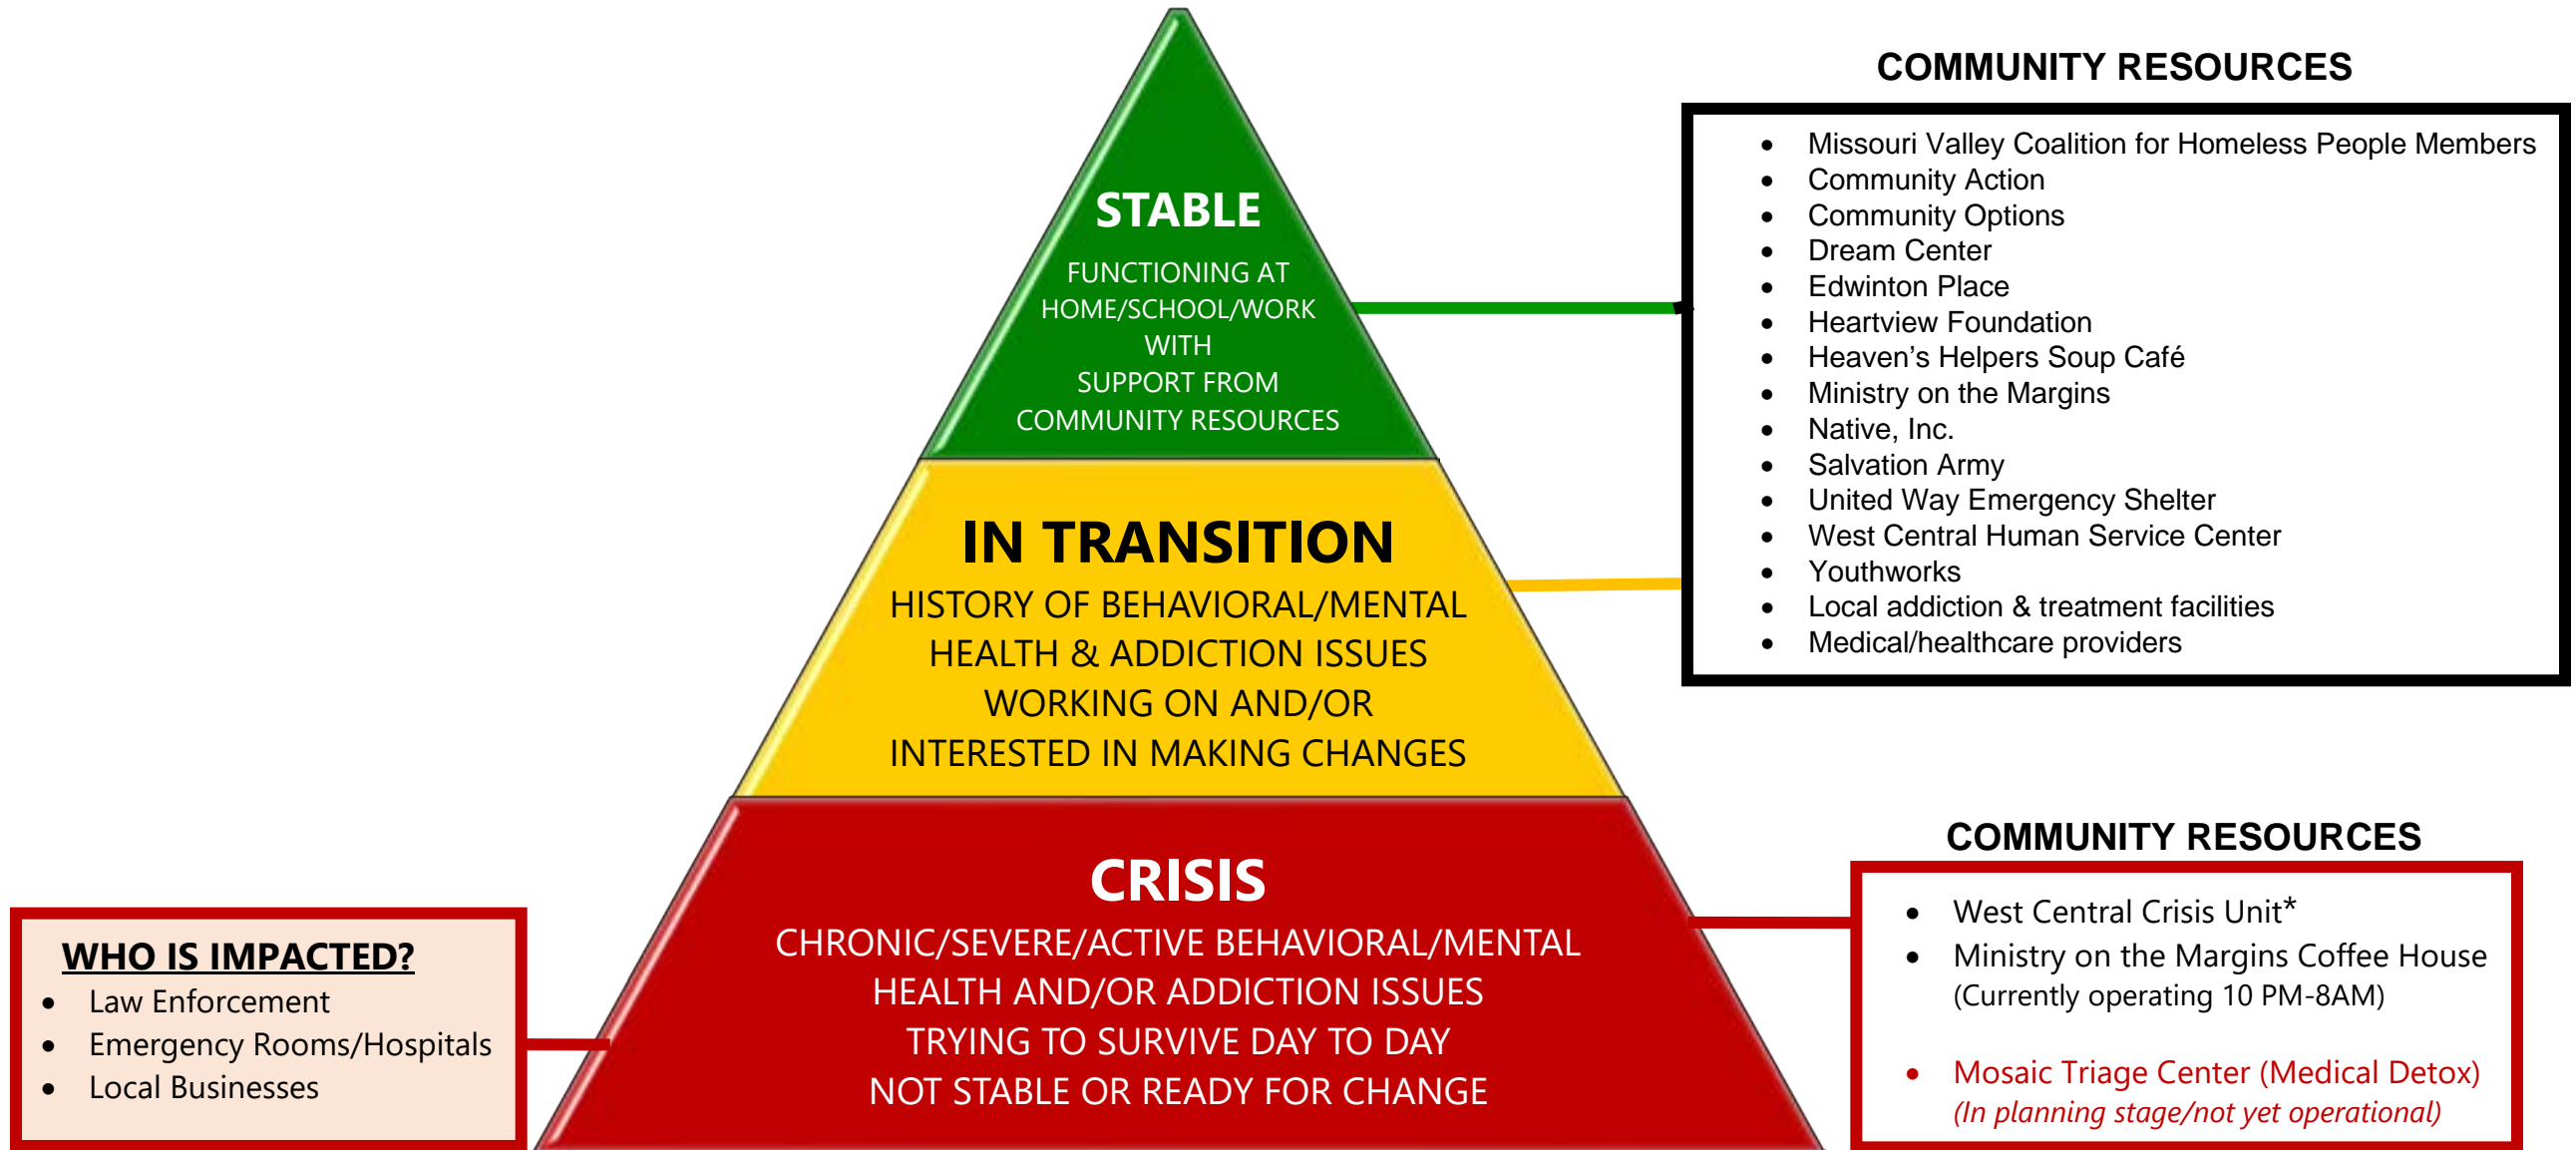 STABLE
FUNCTIONING AT
HOME/SCHOOL/WORK
WITH
SUPPORT FROM
COMMUNITY RESOURCES
COMMUNITY RESOURCES
• Missouri Valley Coalition for Homeless People Members
• Community Action
• Community Options
• Dream Center
• Edwinton Place
• Heartview Foundation
• Heaven’s Helpers Soup Café
• Ministry on the Margins
• Native, Inc.
• Salvation Army
• United Way Emergency Shelter
• West Central Human Service Center
• Youthworks
• Local addiction & treatment facilities
• Medical/healthcare providers
IN TRANSITION
HISTORY OF BEHAVIORAL/MENTAL
HEALTH & ADDICTION ISSUES
WORKING ON AND/OR
INTERESTED IN MAKING CHANGES
CRISIS
CHRONIC/SEVERE/ACTIVE BEHAVIORAL/MENTAL
HEALTH AND/OR ADDICTION ISSUES
TRYING TO SURVIVE DAY TO DAY
NOT STABLE OR READY FOR CHANGE
WHO IS IMPACTED?
• Law Enforcement
• Emergency Rooms/Hospitals
• Local Businesses
COMMUNITY RESOURCES
• West Central Crisis Unit*
• Ministry on the Margins Coffee House
(Currently operating 10 PM-8AM)
• Mosaic Triage Center (Medical Detox)
(In planning stage/not yet operational)